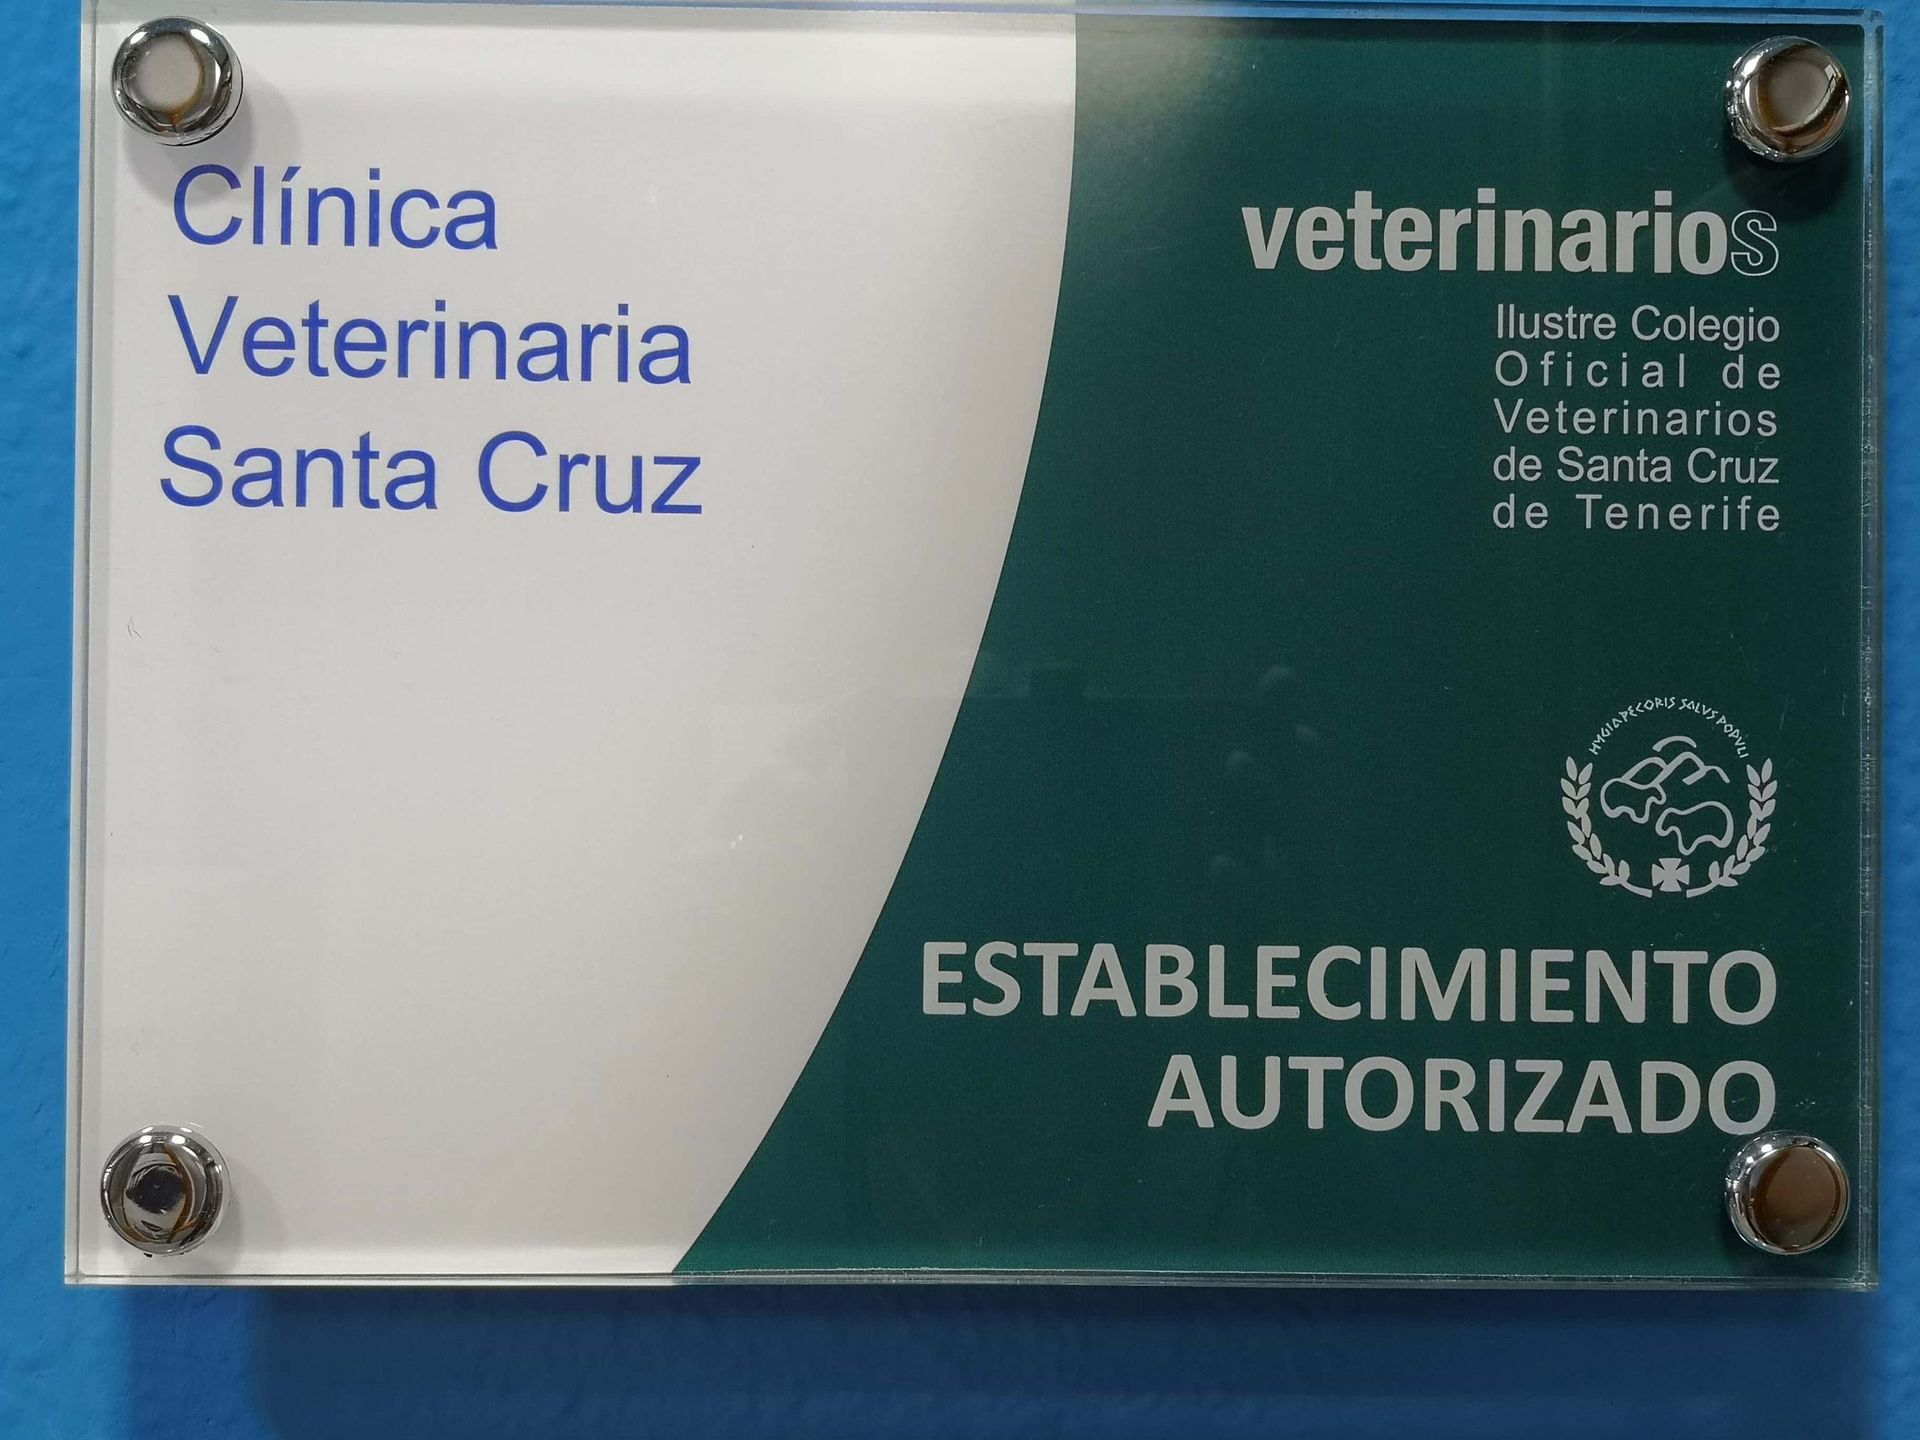 Clínica
Veterinaria
Santa Cruz
veterinarios
Ilustre Colegio
Oficial de
Veterinarios
de Santa Cruz
de Tenerife
HYGIA PECORIS SALVS POPVLI
ESTABLECIMIENTO
AUTORIZADO